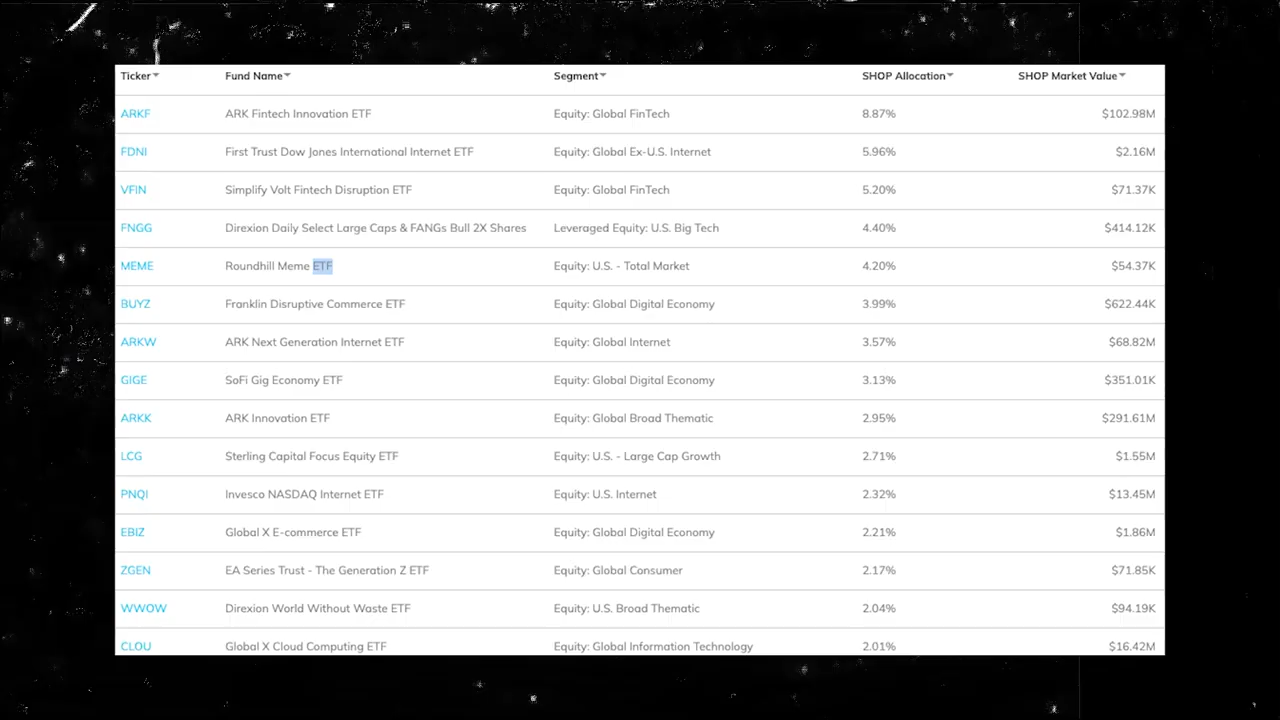 Ticker Fund Name Segment SHOP Allocation SHOP Market Value
ARKF ARK Fintech Innovation ETF Equity: Global FinTech 8.87% $102.98M
FDNI First Trust Dow Jones International Internet ETF Equity: Global Ex-U.S. Internet 5.96% $2.16M
VFIN Simplify Volt Fintech Disruption ETF Equity: Global FinTech 5.20% $71.37K
FNGG Direxion Daily Select Large Caps & FANGs Bull 2X Shares Leveraged Equity: U.S. Big Tech 4.40% $414.12K
MEME Roundhill Meme ETF Equity: U.S. - Total Market 4.20% $54.37K
BUYZ Franklin Disruptive Commerce ETF Equity: Global Digital Economy 3.99% $622.44K
ARKW ARK Next Generation Internet ETF Equity: Global Internet 3.57% $68.82M
GIGE SoFi Gig Economy ETF Equity: Global Digital Economy 3.13% $351.01K
ARKK ARK Innovation ETF Equity: Global Broad Thematic 2.95% $291.61M
LCG Sterling Capital Focus Equity ETF Equity: U.S. - Large Cap Growth 2.71% $1.55M
PNQI Invesco NASDAQ Internet ETF Equity: U.S. Internet 2.32% $13.45M
EBIZ Global X E-commerce ETF Equity: Global Digital Economy 2.21% $1.86M
ZGEN EA Series Trust - The Generation Z ETF Equity: Global Consumer 2.17% $71.85K
WWOW Direxion World Without Waste ETF Equity: U.S. Broad Thematic 2.04% $94.19K
CLOU Global X Cloud Computing ETF Equity: Global Information Technology 2.01% $16.42M